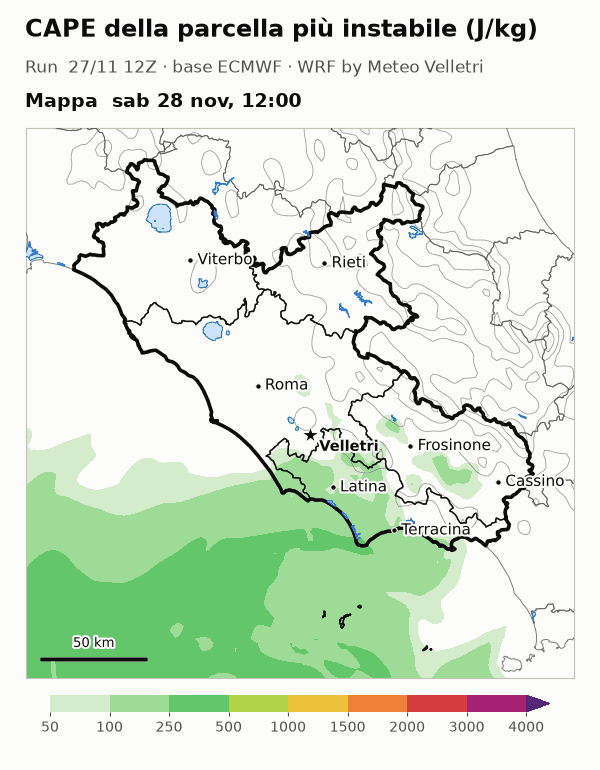 CAPE della parcella più instabile (J/kg)
Run  27/11 12Z · base ECMWF · WRF by Meteo Velletri
Mappa  sab 28 nov, 12:00
Viterbo
Rieti
Roma
Velletri
Frosinone
Latina
Cassino
Terracina
50 km
50 100 250 500 1000 1500 2000 3000 4000